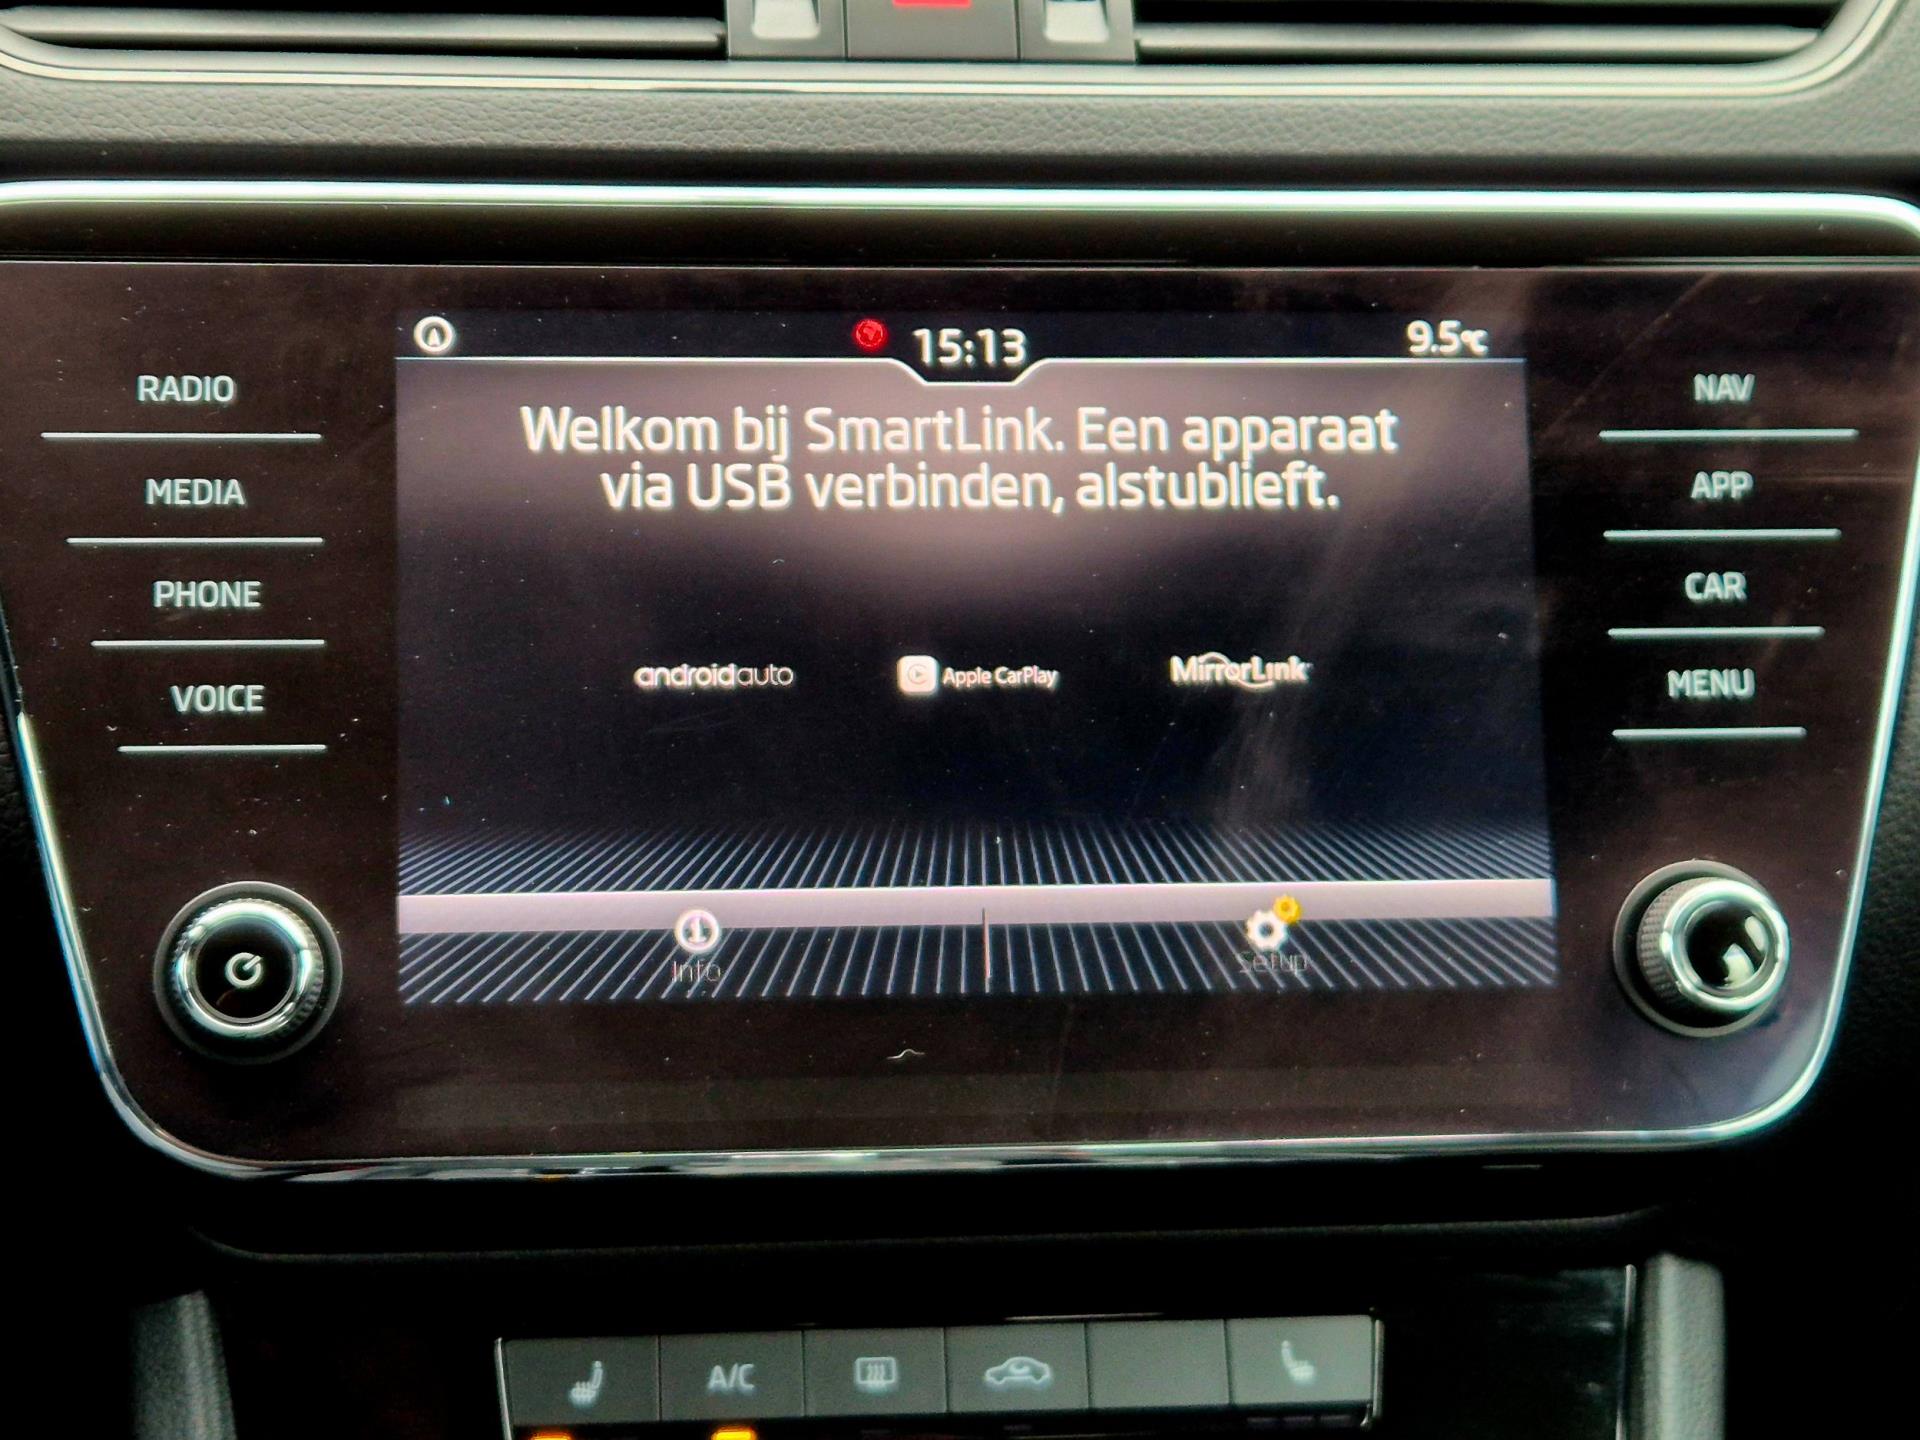 15:13
9.5°C
RADIO
MEDIA
PHONE
VOICE
Welkom bij SmartLink. Een apparaat
via USB verbinden, alstublieft.
androidauto
Apple CarPlay
MirrorLink
Info
Setup
NAV
APP
CAR
MENU
A/C